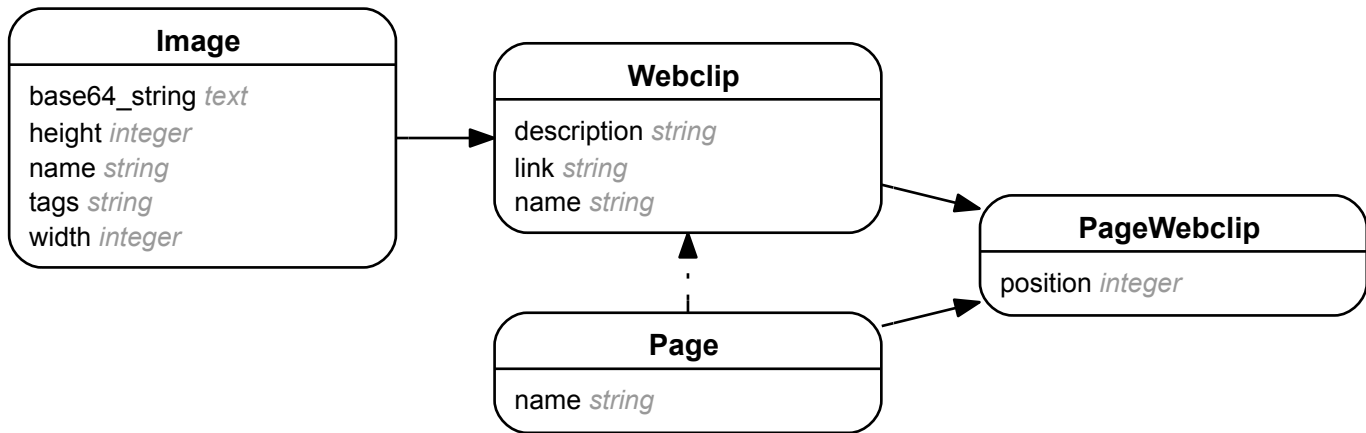 Image
base64_string text
height integer
name string
tags string
width integer
Webclip
description string
link string
name string
PageWebclip
position integer
Page
name string